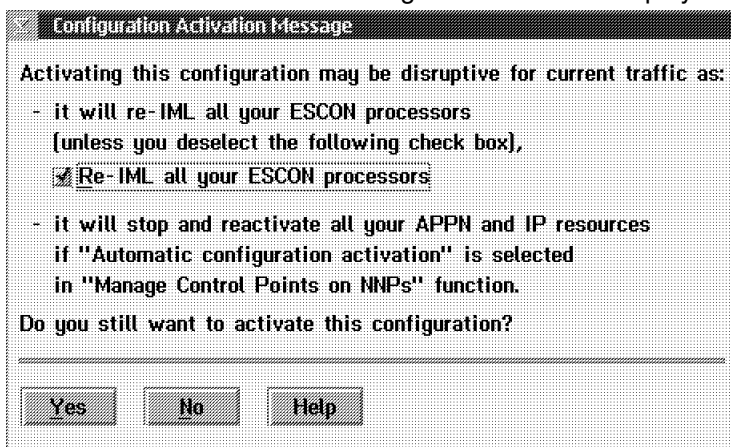 Configuration Activation Message
Activating this configuration may be disruptive for current traffic as:
- it will re-IML all your ESCON processors
(unless you deselect the following check box),
Re-IML all your ESCON processors
- it will stop and reactivate all your APPN and IP resources
if "Automatic configuration activation" is selected
in "Manage Control Points on NNPs" function.
Do you still want to activate this configuration?
Yes No Help